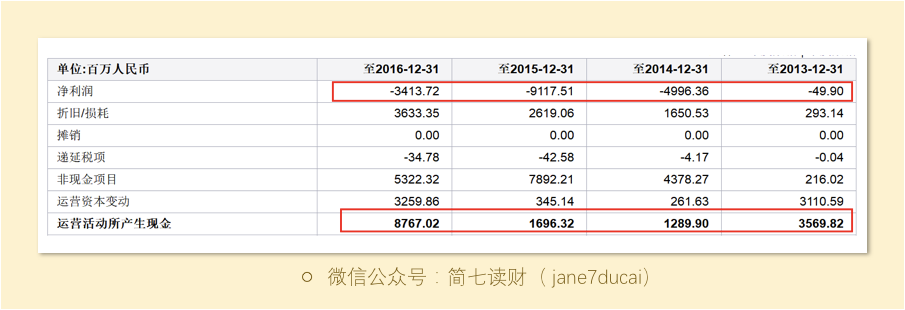 单位:百万人民币 至2016-12-31 至2015-12-31 至2014-12-31 至2013-12-31
净利润 -3413.72 -9117.51 -4996.36 -49.90
折旧/损耗 3633.35 2619.06 1650.53 293.14
摊销 0.00 0.00 0.00 0.00
递延税项 -34.78 -42.58 -4.17 -0.04
非现金项目 5322.32 7892.21 4378.27 216.02
运营资本变动 3259.86 345.14 261.63 3110.59
运营活动所产生现金 8767.02 1696.32 1289.90 3569.82
微信公众号:简七读财 (jane7ducai)